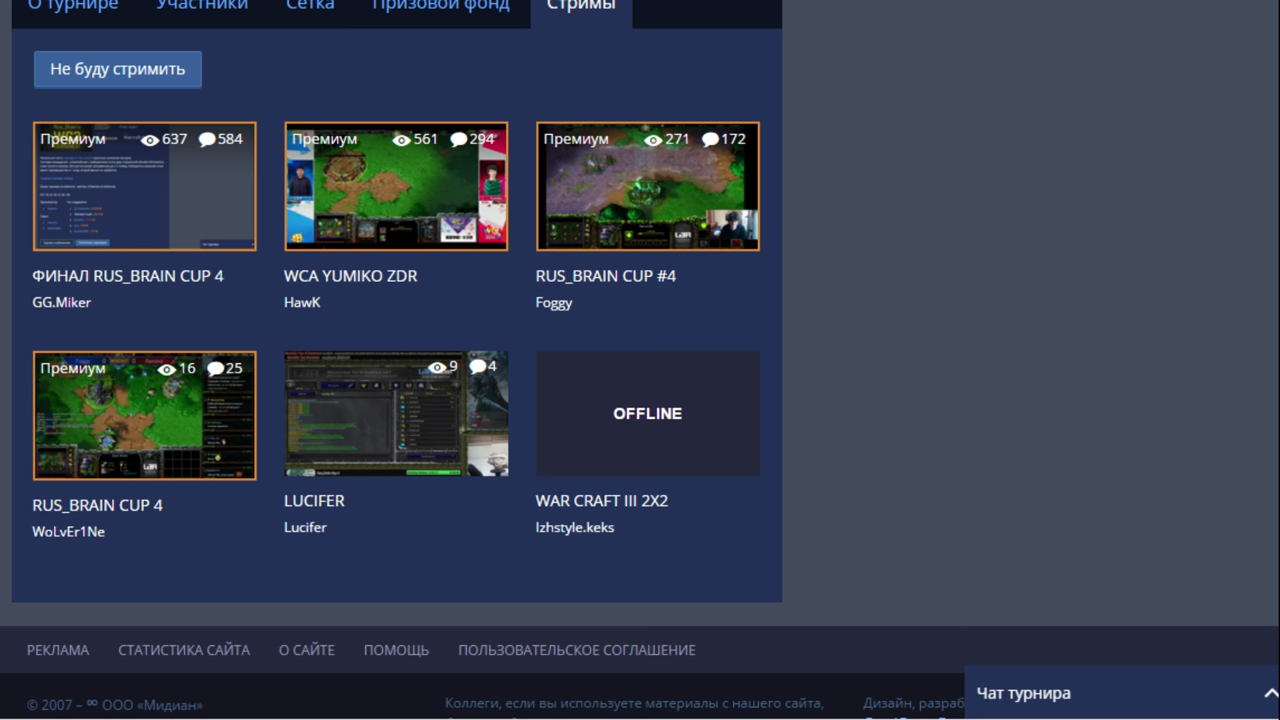 О турнире Участники Сетка Призовой фонд Стримы
Не буду стримить
Премиум 637 584
Премиум 561 294
Премиум 271 172
ФИНАЛ RUS_BRAIN CUP 4
GG.Miker
WCA YUMIKO ZDR
HawK
RUS_BRAIN CUP #4
Foggy
Премиум 16 25
9 4
OFFLINE
RUS_BRAIN CUP 4
WoLvEr1Ne
LUCIFER
Lucifer
WAR CRAFT III 2X2
Izhstyle.keks
РЕКЛАМА СТАТИСТИКА САЙТА О САЙТЕ ПОМОЩЬ ПОЛЬЗОВАТЕЛЬСКОЕ СОГЛАШЕНИЕ
Чат турнира
© 2007 – ∞ ООО «Мидиан»
Коллеги, если вы используете материалы с нашего сайта,
Дизайн, разраб